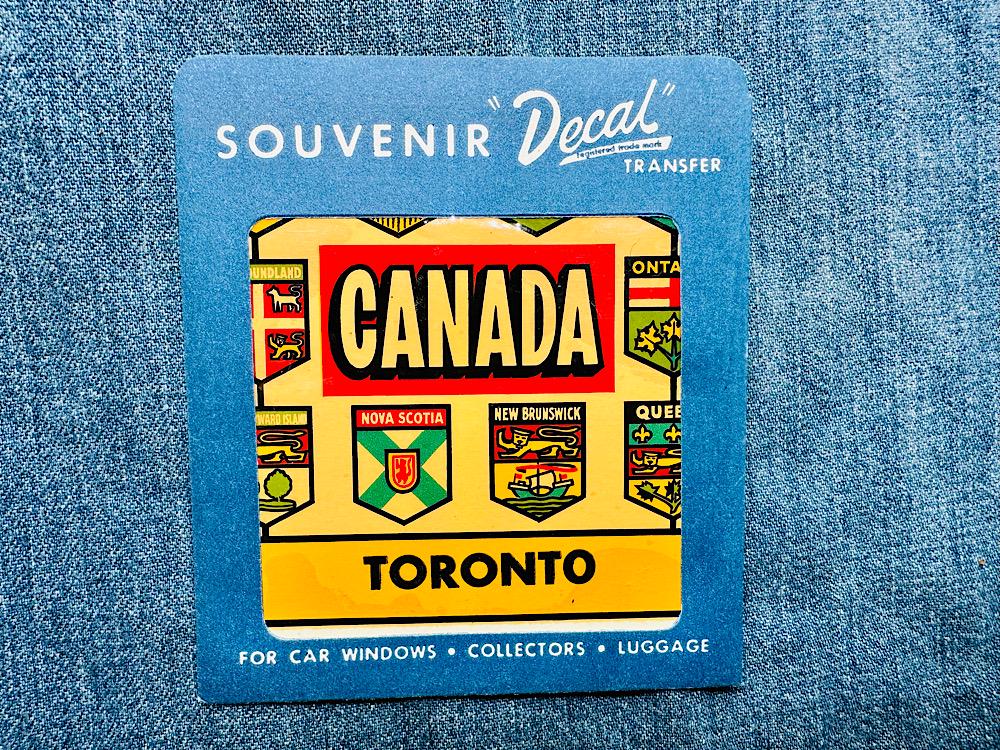 SOUVENIR "Decal"
registered trade mark
TRANSFER
CANADA
UNDLAND
ONTA
WARD ISLAND
NOVA SCOTIA
NEW BRUNSWICK
QUEB
TORONTO
FOR CAR WINDOWS • COLLECTORS • LUGGAGE